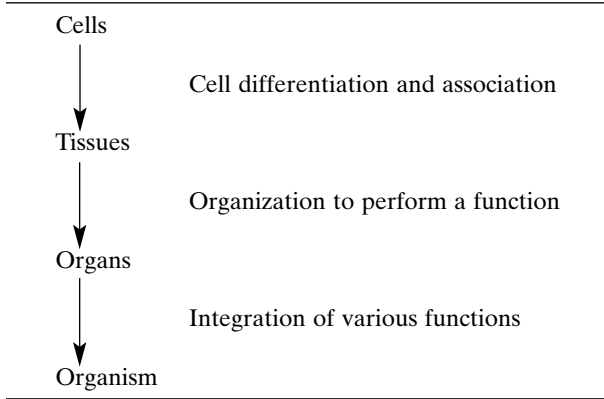 Cells
Cell differentiation and association
Tissues
Organization to perform a function
Organs
Integration of various functions
Organism